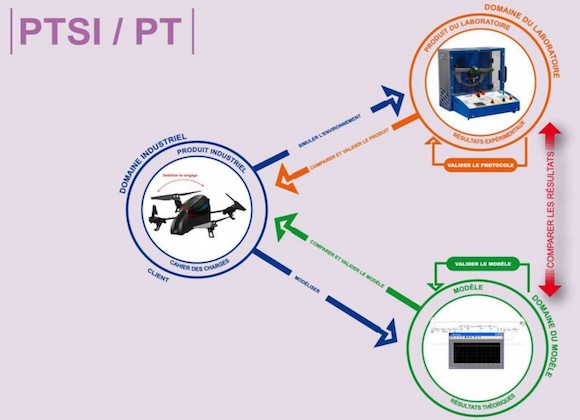 |PTSI / PT|
DOMAINE DU LABORATOIRE
PRODUIT DU LABORATOIRE
RÉSULTATS EXPÉRIMENTAUX
VALIDER LE PROTOCOLE
SIMULER L'ENVIRONNEMENT
COMPARER ET VALIDER LE PRODUIT
DOMAINE INDUSTRIEL
PRODUIT INDUSTRIEL
Stabiliser le tangage
CAHIER DES CHARGES
CLIENT
COMPARER LES RÉSULTATS
COMPARER ET VALIDER LE MODÈLE
MODÉLISER
VALIDER LE MODÈLE
MODÈLE
DOMAINE DU MODÈLE
RÉSULTATS THÉORIQUES